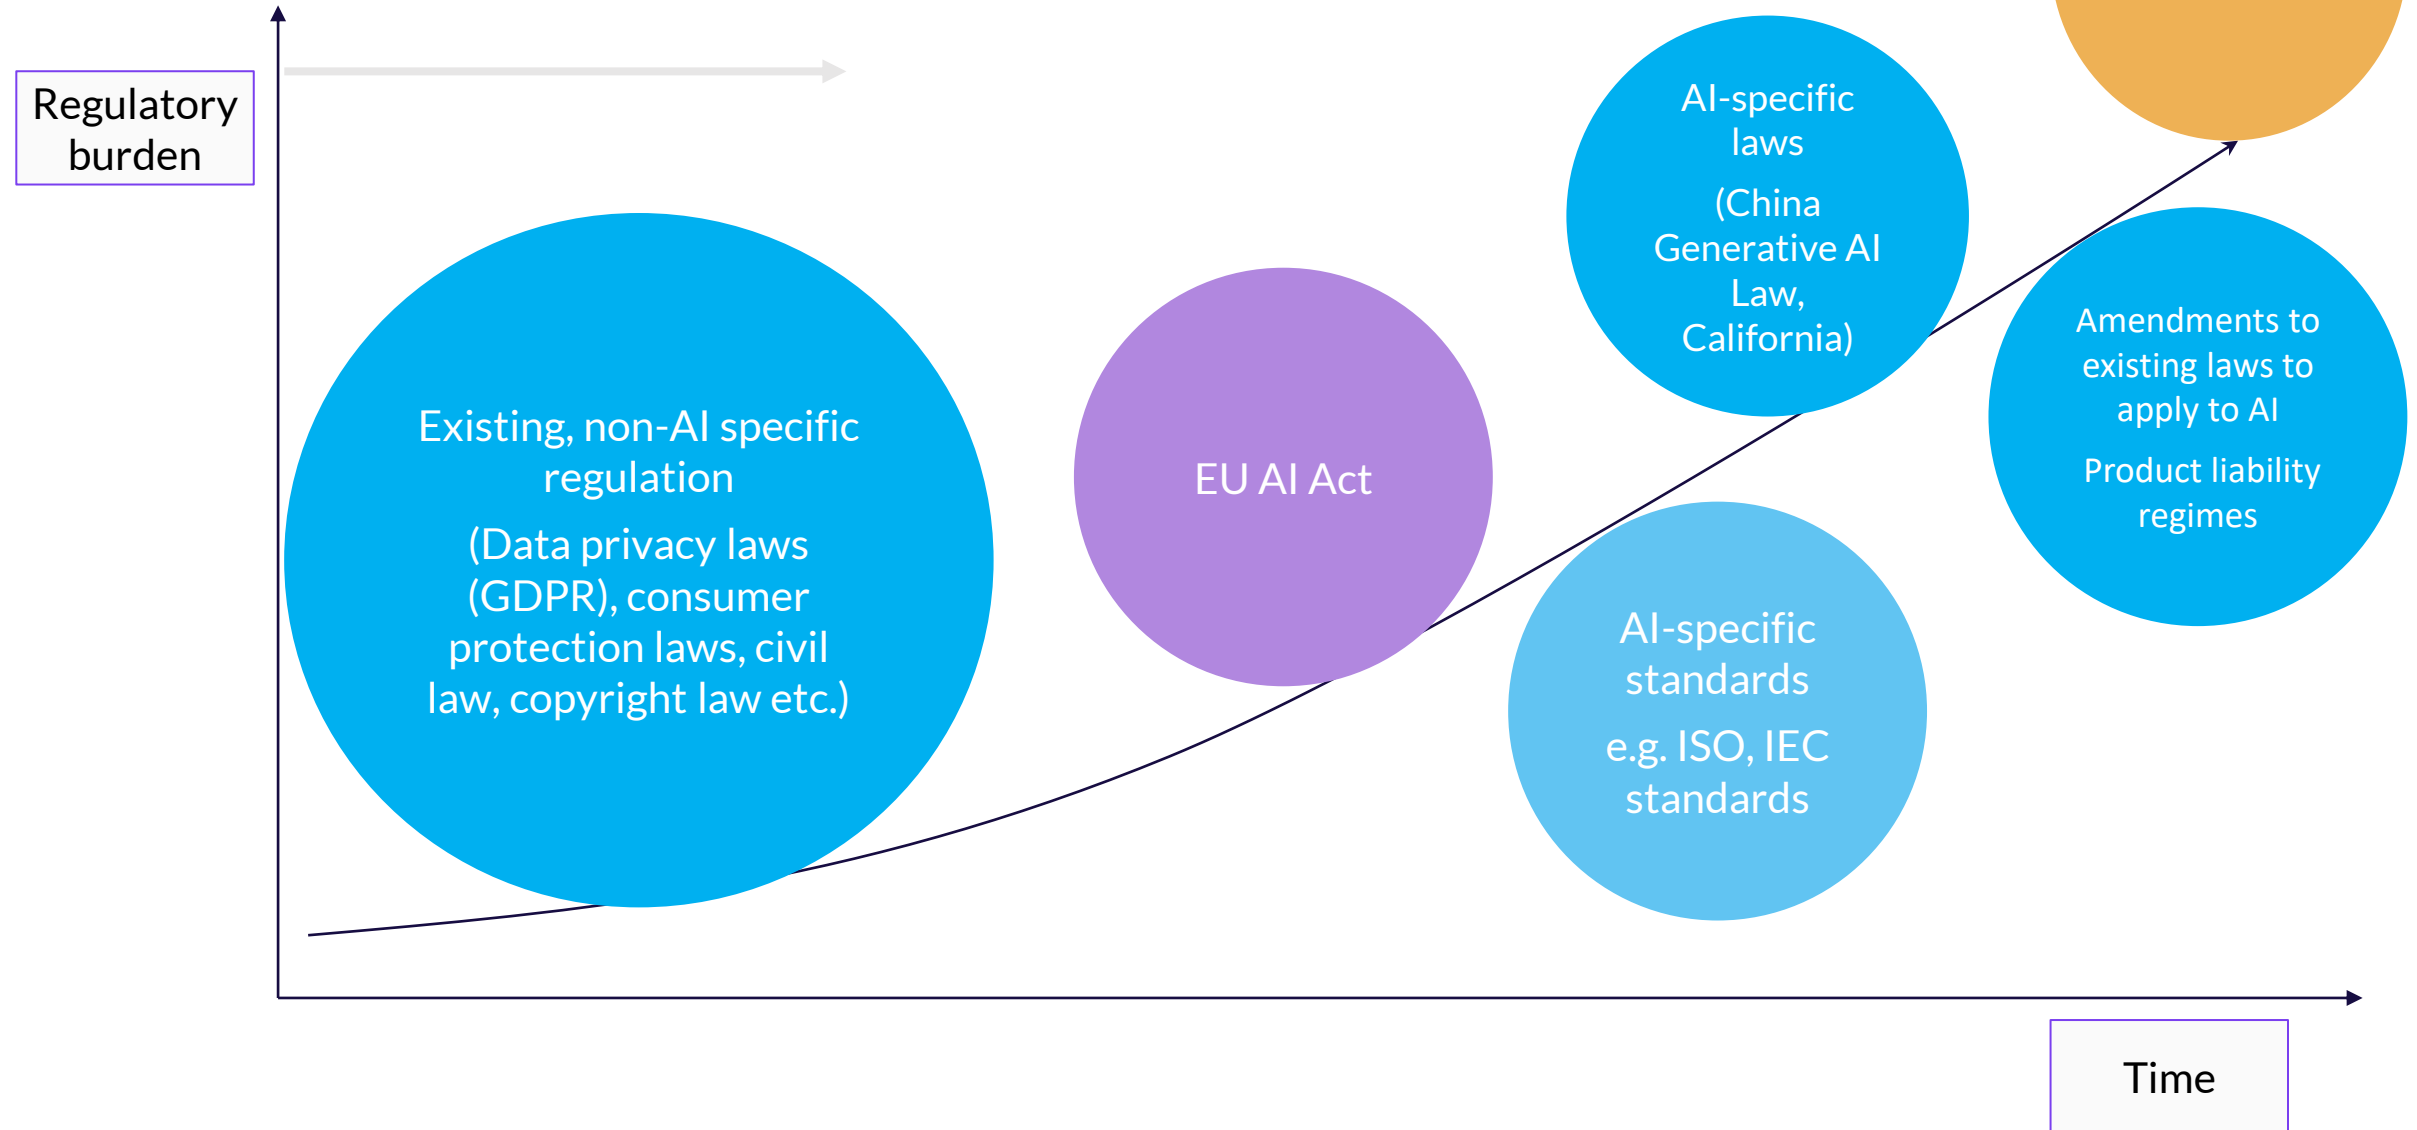 Regulatory
burden
Existing, non-AI specific
regulation
(Data privacy laws
(GDPR), consumer
protection laws, civil
law, copyright law etc.)
EU AI Act
AI-specific
laws
(China
Generative AI
Law,
California)
AI-specific
standards
e.g. ISO, IEC
standards
Amendments to
existing laws to
apply to AI
Product liability
regimes
Time